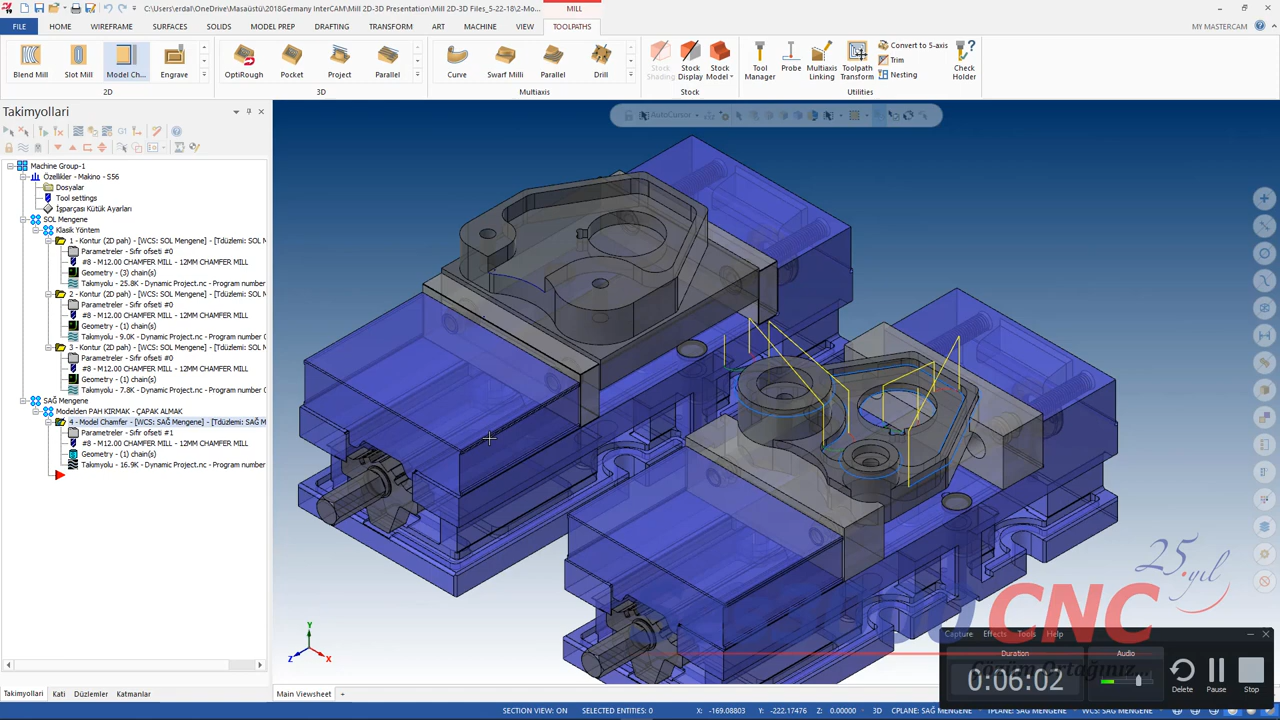 C:\Users\erdal\OneDrive\Masaüstü\2018Germany InterCAM\Mill 2D-3D Presentation\Mill 2D-3D Files_5-22-18\2-Mo...
MILL
FILE HOME WIREFRAME SURFACES SOLIDS MODEL PREP DRAFTING TRANSFORM ART MACHINE VIEW TOOLPATHS MY MASTERCAM
Blend Mill Slot Mill Model Ch... Engrave
2D
OptiRough Pocket Project Parallel
3D
Curve Swarf Milli Parallel Drill
Multiaxis
Stock Shading Stock Display Stock Model
Stock
Tool Manager Probe Multiaxis Linking Toolpath Transform Convert to 5-axis Trim Nesting Check Holder
Utilities
Takimyollari
AutoCursor
Machine Group-1
Özellikler - Makino - S56
Dosyalar
Tool settings
İşparçası Kütük Ayarları
SOL Mengene
Klasik Yöntem
1 - Kontur (2D pah) - [WCS: SOL Mengene] - [Tdüzlemi: SOL M
Parametreler - Sıfır ofseti #0
#8 - M12.00 CHAMFER MILL - 12MM CHAMFER MILL
Geometry - (3) chain(s)
Takımyolu - 25.8K - Dynamic Project.nc - Program number
2 - Kontur (2D pah) - [WCS: SOL Mengene] - [Tdüzlemi: SOL M
Parametreler - Sıfır ofseti #0
#8 - M12.00 CHAMFER MILL - 12MM CHAMFER MILL
Geometry - (1) chain(s)
Takımyolu - 9.0K - Dynamic Project.nc - Program number 0
3 - Kontur (2D pah) - [WCS: SOL Mengene] - [Tdüzlemi: SOL M
Parametreler - Sıfır ofseti #0
#8 - M12.00 CHAMFER MILL - 12MM CHAMFER MILL
Geometry - (1) chain(s)
Takımyolu - 7.8K - Dynamic Project.nc - Program number 0
SAĞ Mengene
Modelden PAH KIRMAK - ÇAPAK ALMAK
4 - Model Chamfer - [WCS: SAĞ Mengene] - [Tdüzlemi: SAĞ M
Parametreler - Sıfır ofseti #1
#8 - M12.00 CHAMFER MILL - 12MM CHAMFER MILL
Geometry - (1) chain(s)
Takımyolu - 16.9K - Dynamic Project.nc - Program number
Y
Z
X
25.yıl
CNC
Çözüm Ortağınız...
Capture Effects Tools Help
Duration Audio
0:06:02
Delete Pause Stop
Takimyollari Kati Düzlemler Katmanlar
Main Viewsheet +
SECTION VIEW: ON SELECTED ENTITIES: 0 X: -169.08803 Y: -222.17476 Z: 0.00000 3D CPLANE: SAĞ MENGENE TPLANE: SAĞ MENGENE WCS: SAĞ MENGENE